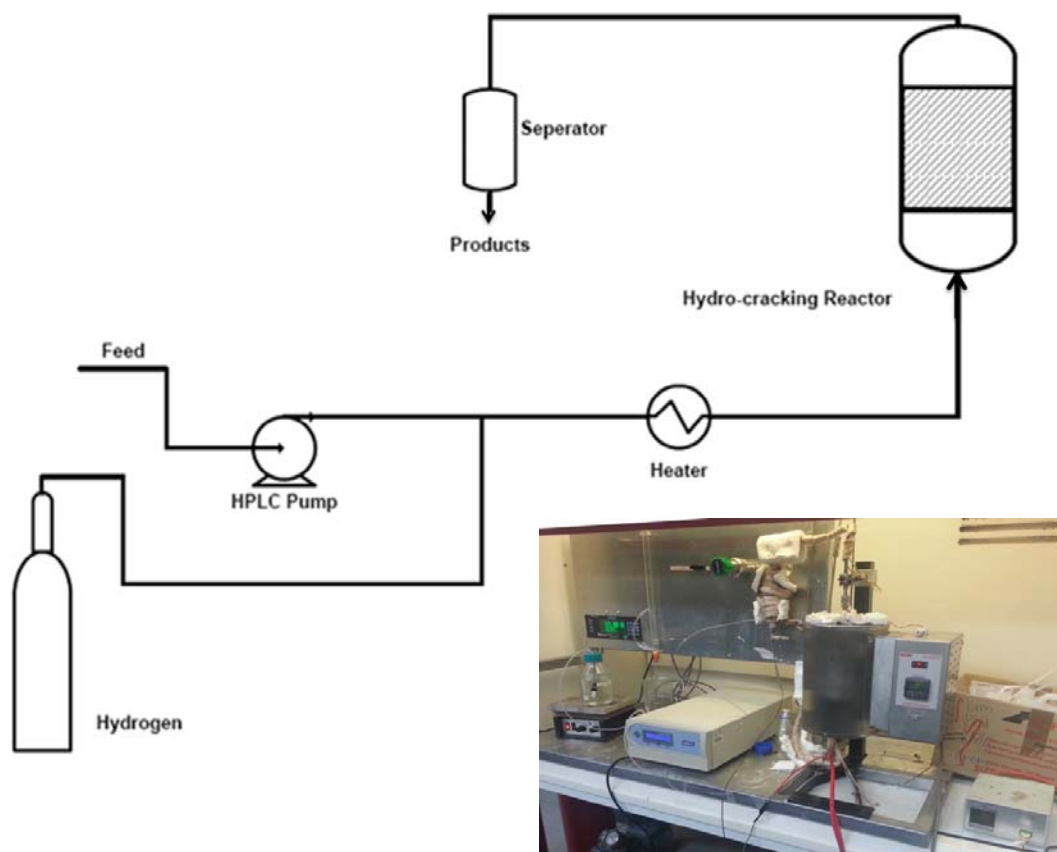 Seperator
Products
Hydro-cracking Reactor
Feed
HPLC Pump
Heater
Hydrogen